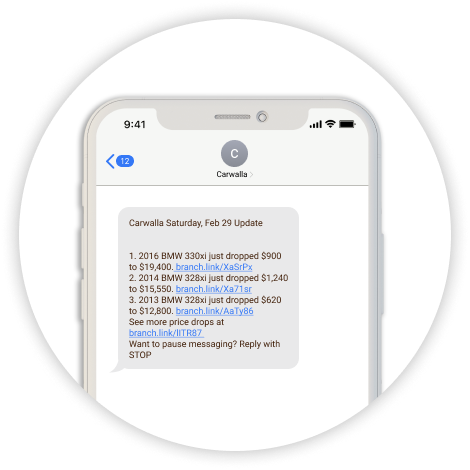 9:41
12
C
Carwalla
Carwalla Saturday, Feb 29 Update
1. 2016 BMW 330xi just dropped $900
to $19,400. branch.link/XaSrPx
2. 2014 BMW 328xi just dropped $1,240
to $15,550. branch.link/Xa71sr
3. 2013 BMW 328xi just dropped $620
to $12,800. branch.link/AaTy86
See more price drops at
branch.link/IITR87
Want to pause messaging? Reply with
STOP